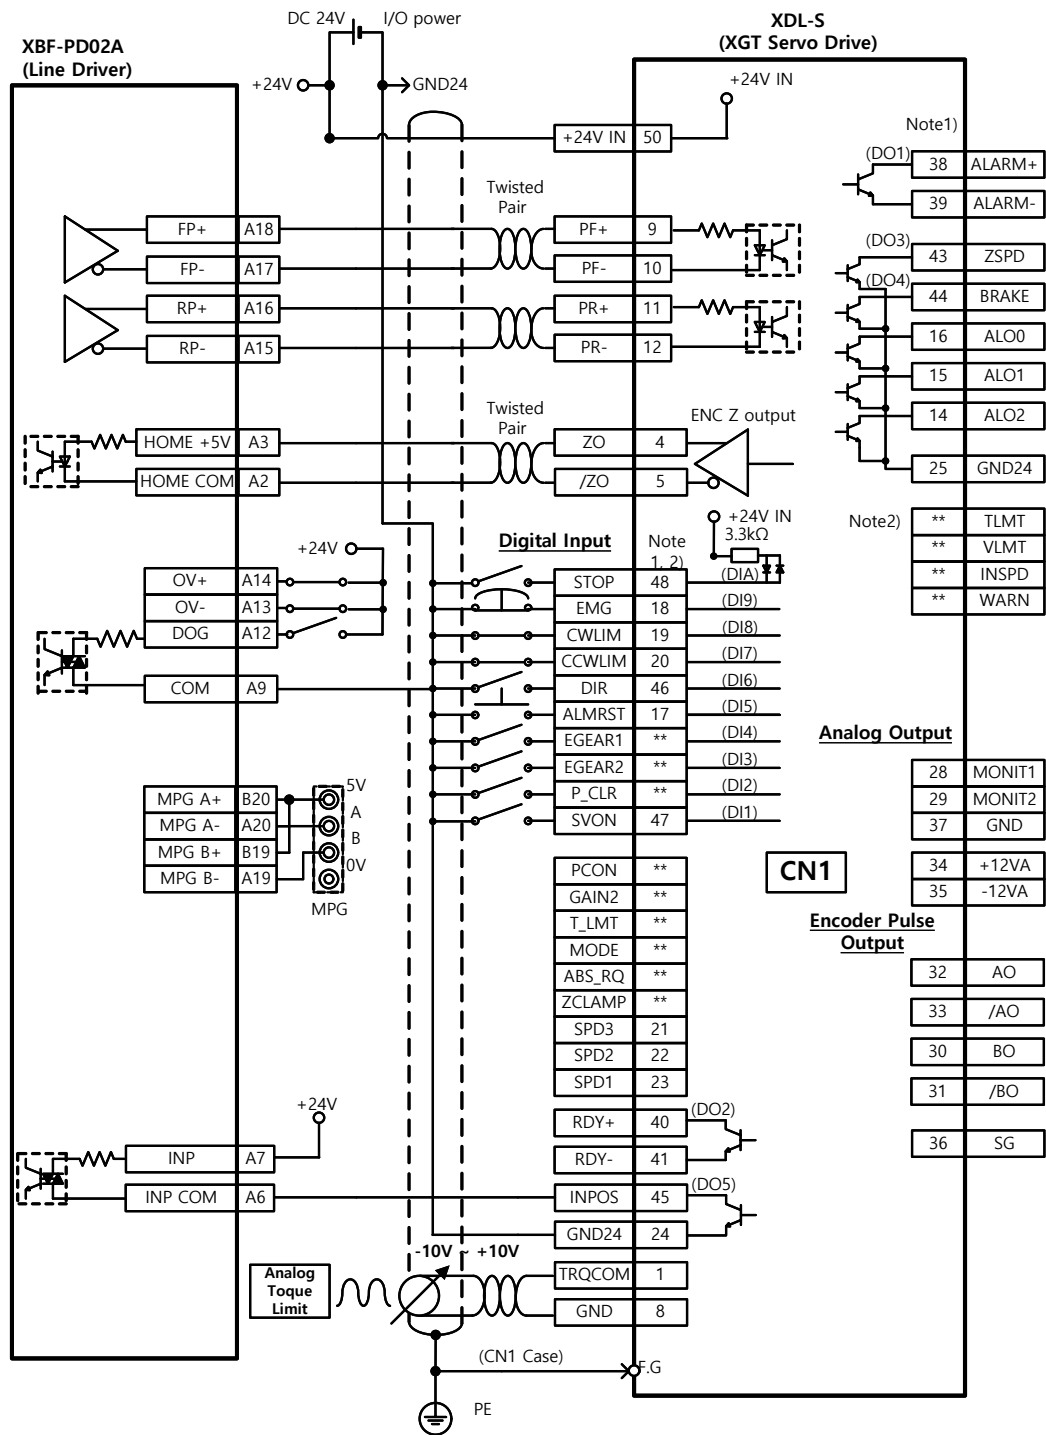 DC 24V I/O power
XBF-PD02A
(Line Driver)
XDL-S
(XGT Servo Drive)
+24V
GND24
+24V IN
+24V IN 50
Note1)
(DO1)
38 ALARM+
39 ALARM-
Twisted
Pair
FP+ A18
FP- A17
RP+ A16
RP- A15
PF+ 9
PF- 10
PR+ 11
PR- 12
(DO3)
43 ZSPD
(DO4)
44 BRAKE
16 ALO0
15 ALO1
14 ALO2
25 GND24
Twisted
Pair
HOME +5V A3
HOME COM A2
ZO 4
/ZO 5
ENC Z output
Note2)
** TLMT
** VLMT
** INSPD
** WARN
+24V
OV+ A14
OV- A13
DOG A12
COM A9
Digital Input
Note
1, 2)
+24V IN
3.3kΩ
STOP 48 (DIA)
EMG 18 (DI9)
CWLIM 19 (DI8)
CCWLIM 20 (DI7)
DIR 46 (DI6)
ALMRST 17 (DI5)
EGEAR1 ** (DI4)
EGEAR2 ** (DI3)
P_CLR ** (DI2)
SVON 47 (DI1)
MPG A+ B20
MPG A- A20
MPG B+ B19
MPG B- A19
5V
A
B
0V
MPG
Analog Output
28 MONIT1
29 MONIT2
37 GND
34 +12VA
35 -12VA
CN1
PCON **
GAIN2 **
T_LMT **
MODE **
ABS_RQ **
ZCLAMP **
SPD3 21
SPD2 22
SPD1 23
Encoder Pulse
Output
32 AO
33 /AO
30 BO
31 /BO
36 SG
+24V
INP A7
INP COM A6
RDY+ 40 (DO2)
RDY- 41
INPOS 45 (DO5)
GND24 24
-10V ~ +10V
Analog
Toque
Limit
TRQCOM 1
GND 8
(CN1 Case)
F.G
PE